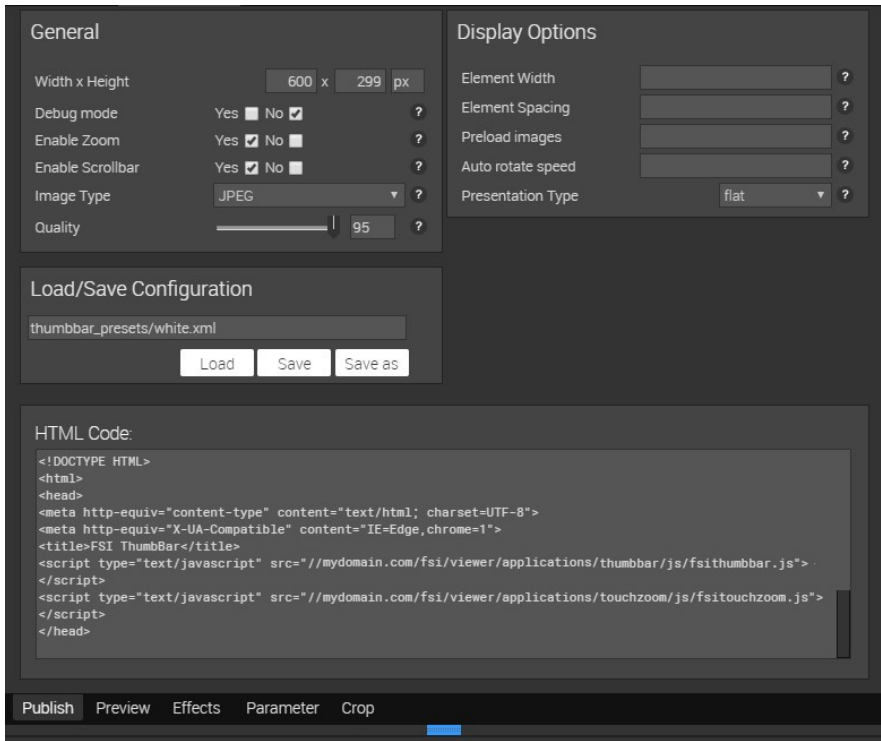 General
Width x Height 600 x 299 px
Debug mode Yes No ?
Enable Zoom Yes No ?
Enable Scrollbar Yes No ?
Image Type JPEG ?
Quality 95 ?
Display Options
Element Width ?
Element Spacing ?
Preload images ?
Auto rotate speed ?
Presentation Type flat ?
Load/Save Configuration
thumbbar_presets/white.xml
Load Save Save as
HTML Code:
<!DOCTYPE HTML>
<html>
<head>
<meta http-equiv="content-type" content="text/html; charset=UTF-8">
<meta http-equiv="X-UA-Compatible" content="IE=Edge,chrome=1">
<title>FSI ThumbBar</title>
<script type="text/javascript" src="//mydomain.com/fsi/viewer/applications/thumbbar/js/fsithumbbar.js">
</script>
<script type="text/javascript" src="//mydomain.com/fsi/viewer/applications/touchzoom/js/fsitouchzoom.js">
</script>
</head>
Publish Preview Effects Parameter Crop